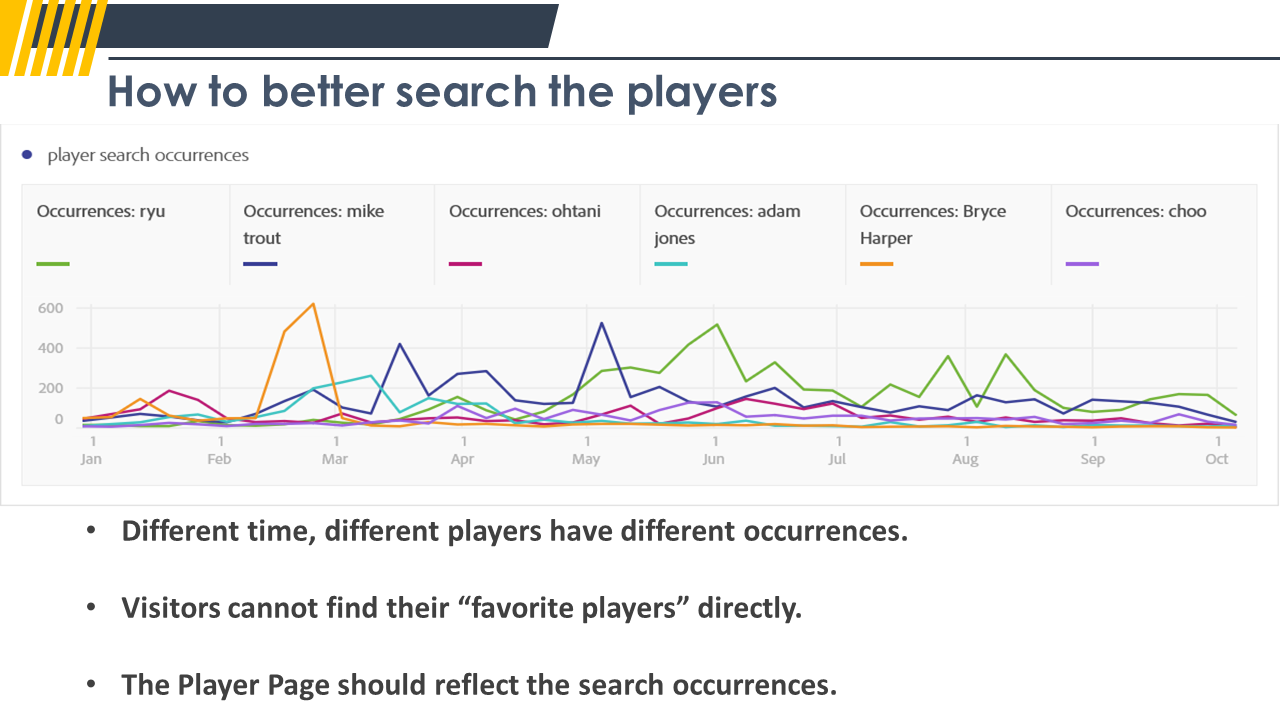 How to better search the players
player search occurrences
Occurrences: ryu
Occurrences: mike
trout
Occurrences: ohtani
Occurrences: adam
jones
Occurrences: Bryce
Harper
Occurrences: choo
600
400
200
0
1 1 1 1 1 1 1 1 1 1
Jan Feb Mar Apr May Jun Jul Aug Sep Oct
• Different time, different players have different occurrences.
• Visitors cannot find their “favorite players” directly.
• The Player Page should reflect the search occurrences.